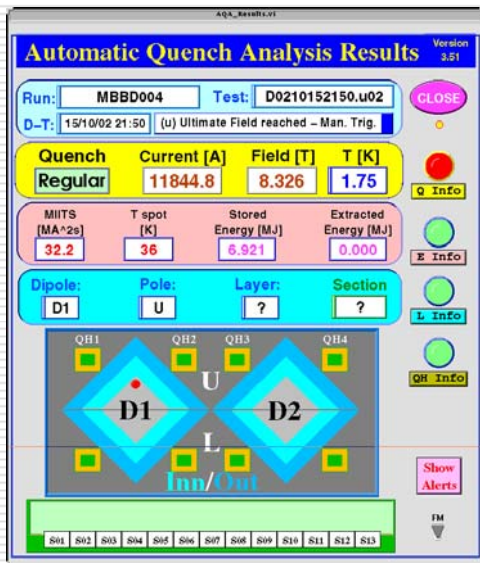 AQA_Results.vi
Automatic Quench Analysis Results
Version
3.51
Run: MBBD004 Test: D0210152150.u02
D-T: 15/10/02 21:50 (u) Ultimate Field reached – Man. Trig.
CLOSE
Quench Current [A] Field [T] T [K]
Regular 11844.8 8.326 1.75
Q Info
MIITS T spot Stored Extracted
[MA^2s] [K] Energy [MJ] Energy [MJ]
32.2 36 6.921 0.000
E Info
Dipole: Pole: Layer: Section
D1 U ? ?
L Info
QH1 QH2 QH3 QH4
U
D1 D2
L
Inn/Out
QH Info
Show
Alerts
FM
S01 S02 S03 S04 S05 S06 S07 S08 S09 S10 S11 S12 S13